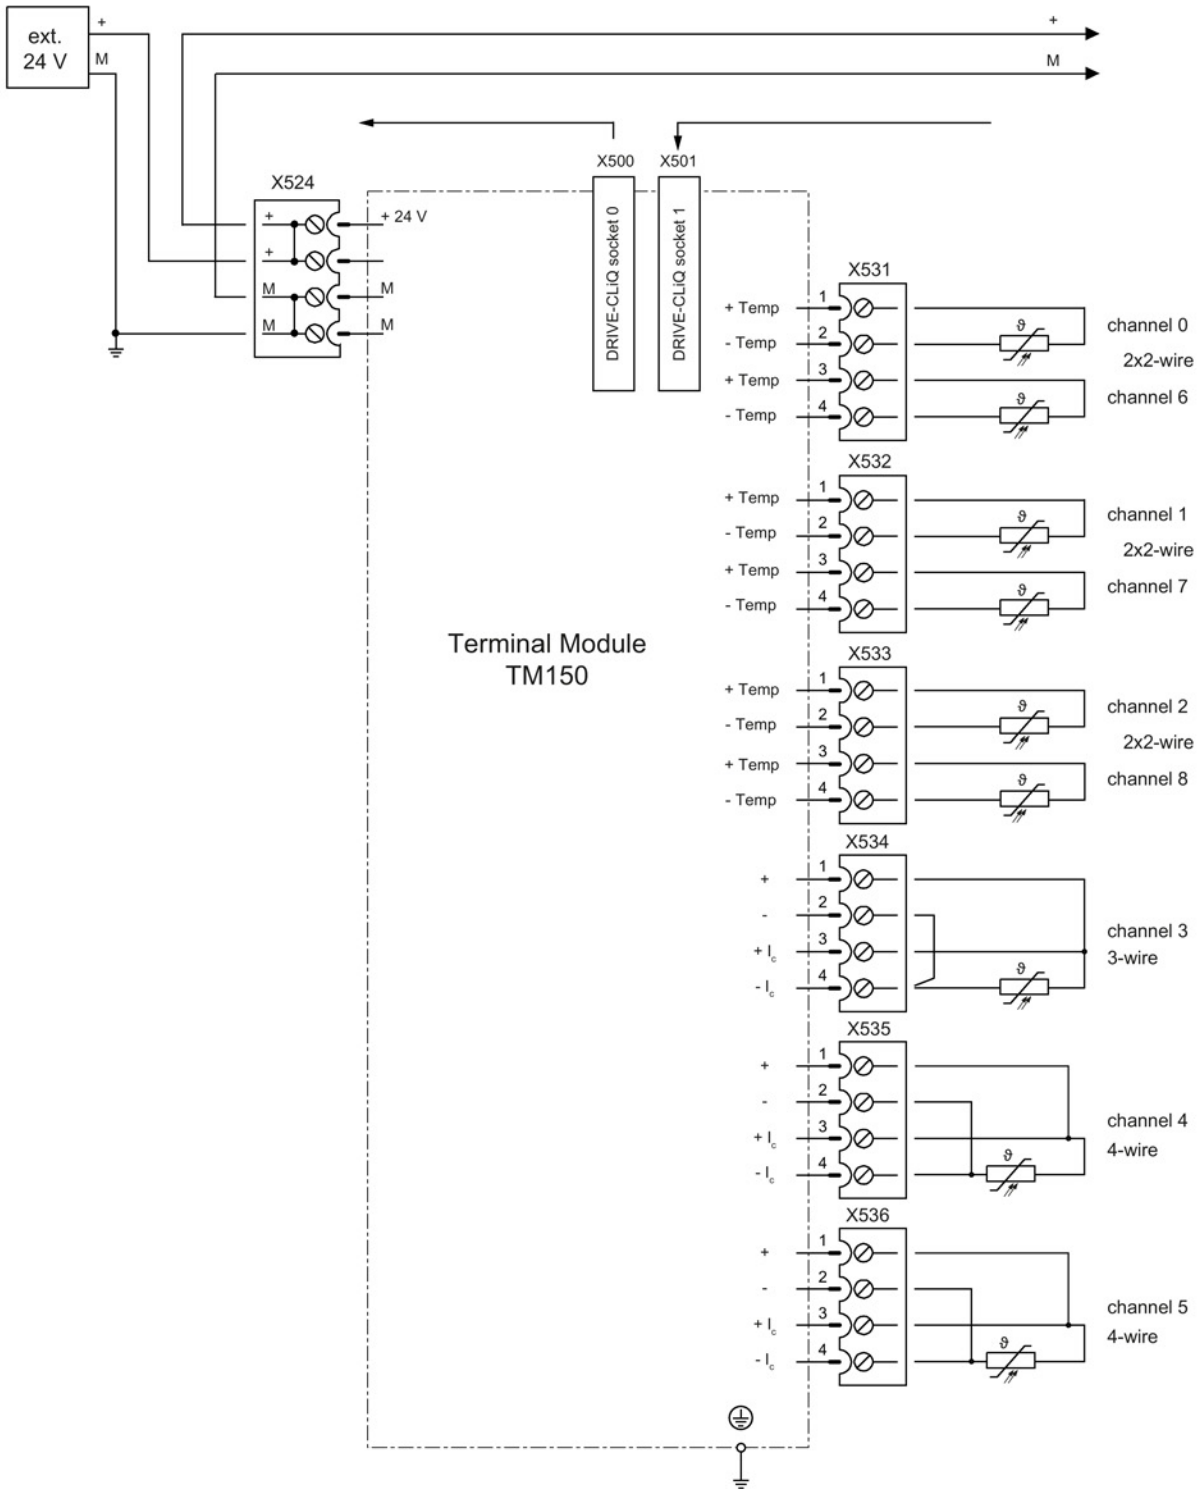 ext.
24 V
+
M
+
M
X500
X501
X524
+
+ 24 V
+
M
M
M
M
DRIVE-CLiQ socket 0
DRIVE-CLiQ socket 1
Terminal Module
TM150
X531
+ Temp
1
- Temp
2
+ Temp
3
- Temp
4
ϑ
channel 0
2x2-wire
ϑ
channel 6
X532
+ Temp
1
- Temp
2
+ Temp
3
- Temp
4
ϑ
channel 1
2x2-wire
ϑ
channel 7
X533
+ Temp
1
- Temp
2
+ Temp
3
- Temp
4
ϑ
channel 2
2x2-wire
ϑ
channel 8
X534
+
1
-
2
+ Ic
3
- Ic
4
ϑ
channel 3
3-wire
X535
+
1
-
2
+ Ic
3
- Ic
4
ϑ
channel 4
4-wire
X536
+
1
-
2
+ Ic
3
- Ic
4
ϑ
channel 5
4-wire